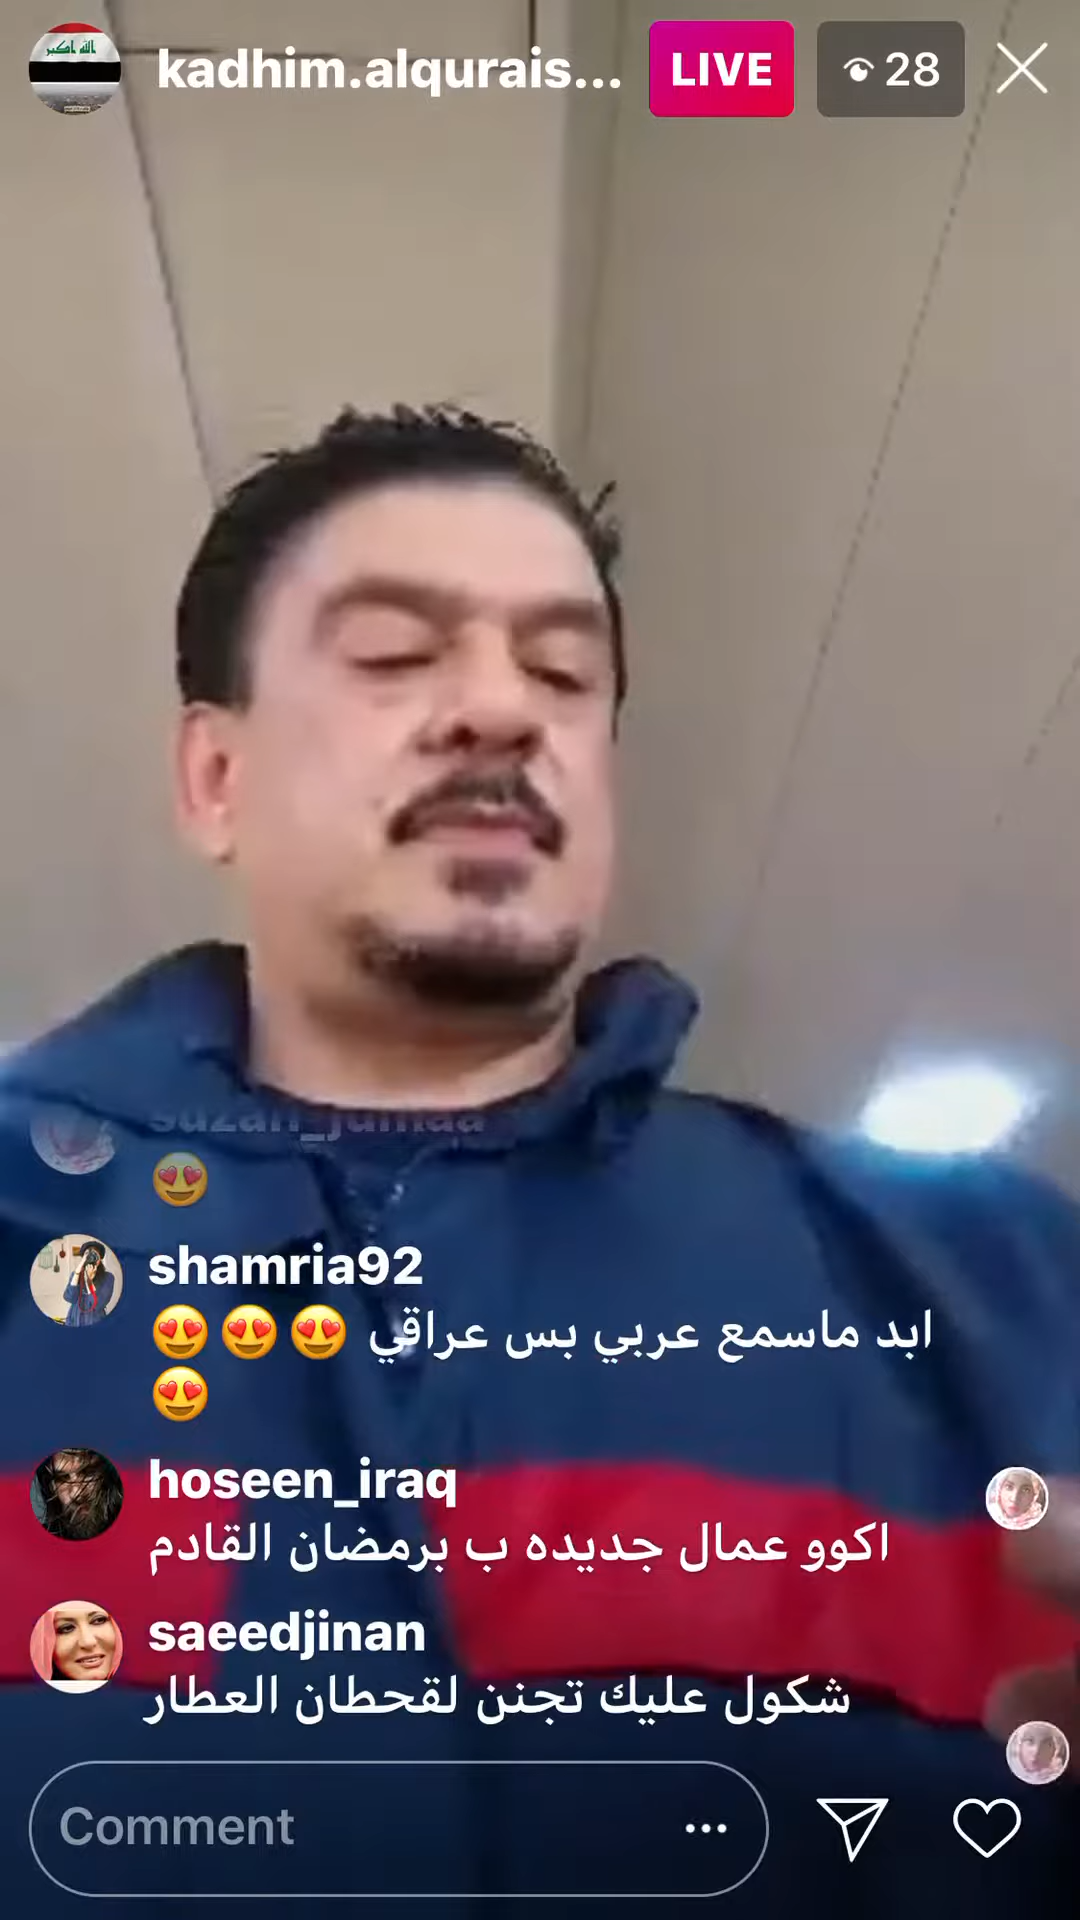 الله اكبر
kadhim.alqurais...
LIVE
28
suzan_jumaa
😍
shamria92
ابد ماسمع عربي بس عراقي 😍😍😍
😍
hoseen_iraq
اكوو عمال جديده ب برمضان القادم
saeedjinan
شكول عليك تجنن لقحطان العطار
Comment